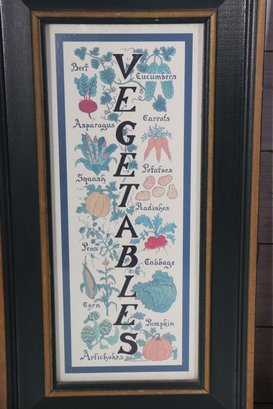 VEGETABLES
Beet
Cucumbers
Asparagus
Carrots
Squash
Potatoes
Radishes
Peas
Cabbage
Corn
Pumpkin
Artichokes